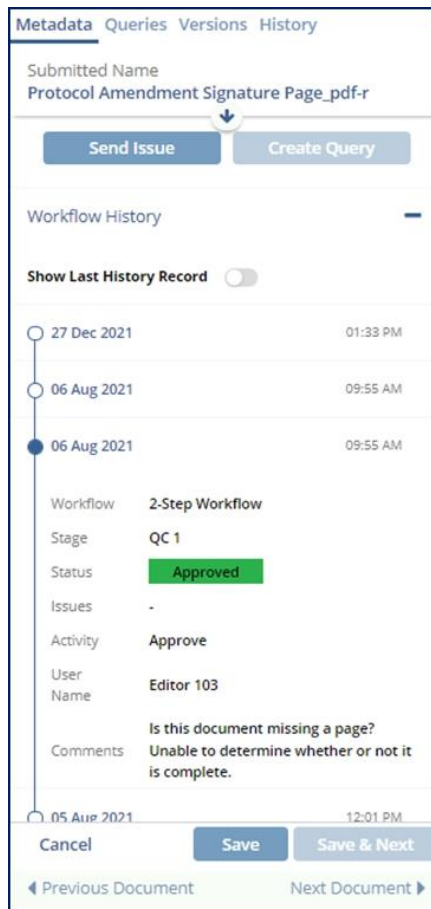 Metadata Queries Versions History
Submitted Name
Protocol Amendment Signature Page_pdf-r
Send Issue Create Query
Workflow History
Show Last History Record
27 Dec 2021 01:33 PM
06 Aug 2021 09:55 AM
06 Aug 2021 09:55 AM
Workflow 2-Step Workflow
Stage QC 1
Status Approved
Issues -
Activity Approve
User
Name Editor 103
Is this document missing a page?
Comments Unable to determine whether or not it
is complete.
05 Aug 2021 12:01 PM
Cancel Save Save & Next
Previous Document Next Document